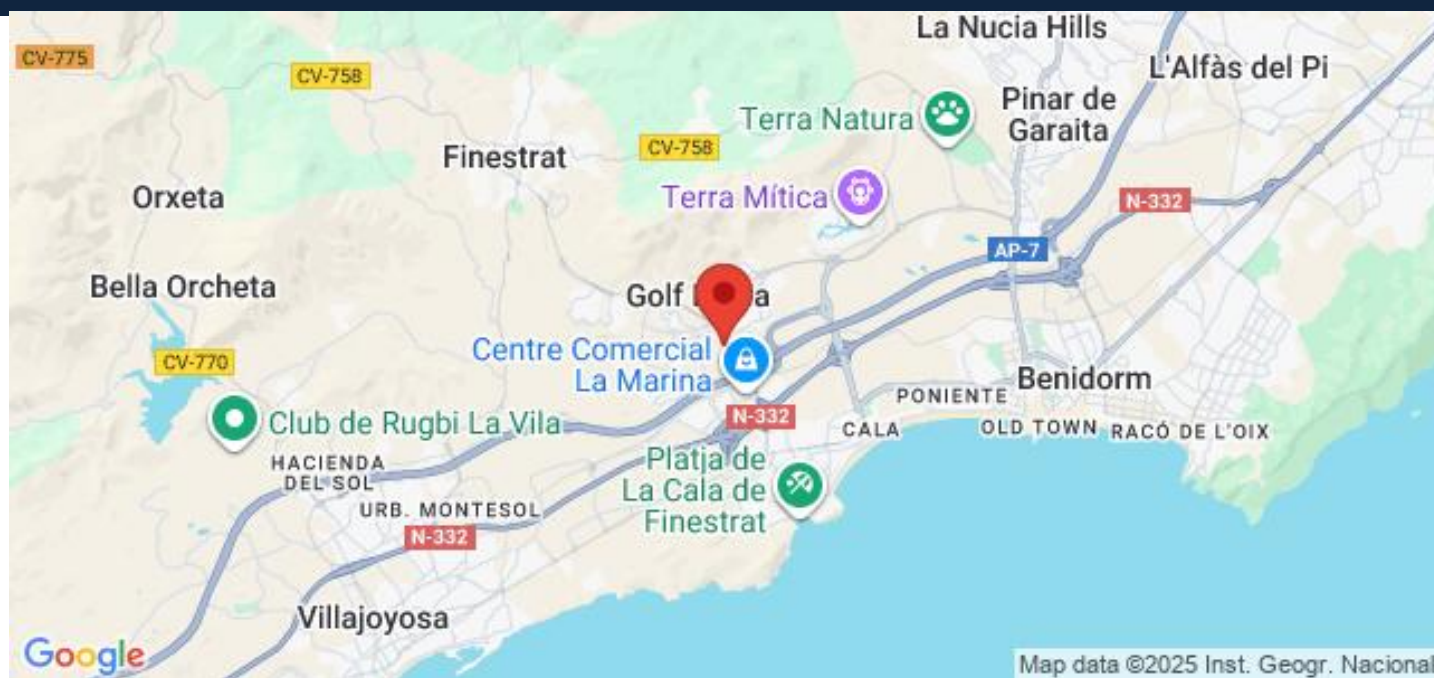 La Nucia Hills
CV-775
L'Alfàs del Pi
CV-758
Pinar de
Garaita
Terra Natura
Finestrat
CV-758
Orxeta
Terra Mítica
N-332
AP-7
Bella Orcheta
Golf
Centre Comercial
La Marina
CV-770
Benidorm
PONIENTE
N-332
Club de Rugbi La Vila
CALA
OLD TOWN
RACÓ DE L'OIX
HACIENDA
DEL SOL
Platja de
La Cala de
Finestrat
URB. MONTESOL
N-332
Villajoyosa
Google
Map data ©2025 Inst. Geogr. Nacional